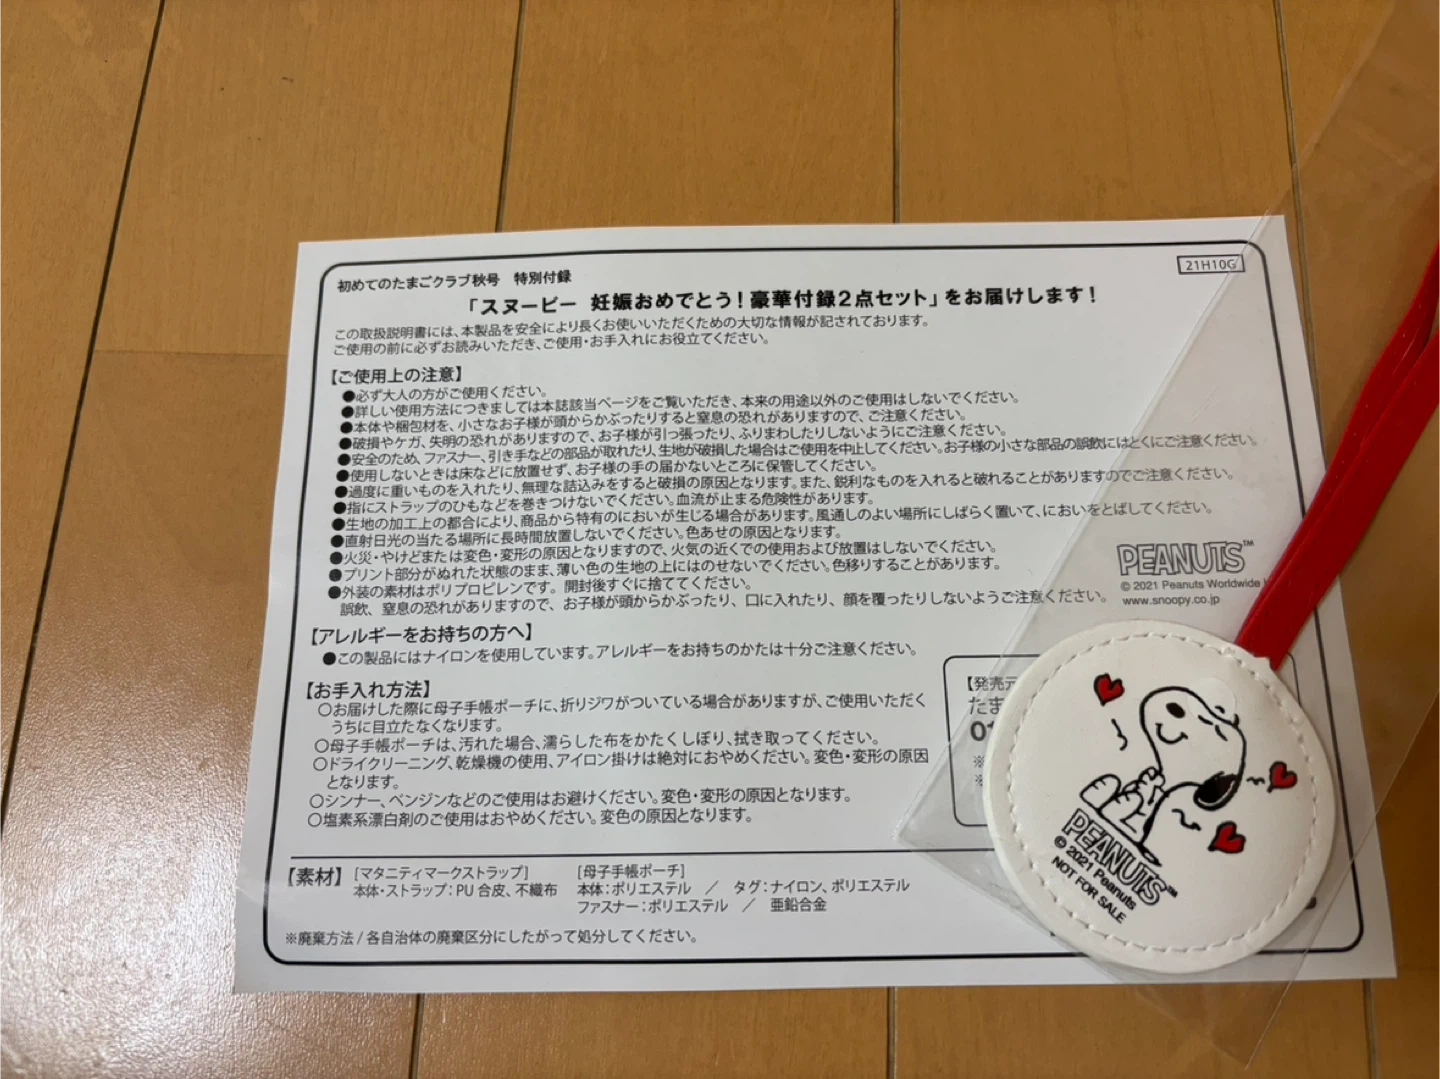 初めてのたまごクラブ秋号　特別付録
21H10G
「スヌーピー　妊娠おめでとう！豪華付録2点セット」をお届けします！
この取扱説明書には、本製品を安全により長くお使いいただくための大切な情報が記されております。
ご使用の前に必ずお読みいただき、ご使用・お手入れにお役立てください。
【ご使用上の注意】
●必ず大人の方がご使用ください。
●詳しい使用方法につきましては本誌該当ページをご覧いただき、本来の用途以外のご使用はしないでください。
●本体や梱包材を、小さなお子様が頭からかぶったりすると窒息の恐れがありますので、ご注意ください。
●破損やケガ、失明の恐れがありますので、お子様が引っ張ったり、ふりまわしたりしないようにご注意ください。
●安全のため、ファスナー、引き手などの部品が取れたり、生地が破損した場合はご使用を中止してください。お子様の小さな部品の誤飲にはとくにご注意ください。
●使用しないときは床などに放置せず、お子様の手の届かないところに保管してください。
●過度に重いものを入れたり、無理な詰込みをすると破損の原因となります。また、鋭利なものを入れると破れることがありますのでご注意ください。
●指にストラップのひもなどを巻きつけないでください。血流が止まる危険性があります。
●生地の加工上の都合により、商品から特有のにおいが生じる場合があります。風通しのよい場所にしばらく置いて、においをとばしてください。
●直射日光の当たる場所に長時間放置しないでください。色あせの原因となります。
●火災・やけどまたは変色・変形の原因となりますので、火気の近くでの使用および放置はしないでください。
●プリント部分がぬれた状態のまま、薄い色の生地の上にはのせないでください。色移りすることがあります。
●外装の素材はポリプロピレンです。開封後すぐに捨ててください。
誤飲、窒息の恐れがありますので、お子様が頭からかぶったり、口に入れたり、顔を覆ったりしないようご注意ください。
PEANUTS™
© 2021 Peanuts Worldwide
www.snoopy.co.jp
【アレルギーをお持ちの方へ】
●この製品にはナイロンを使用しています。アレルギーをお持ちのかたは十分ご注意ください。
【お手入れ方法】
○お届けした際に母子手帳ポーチに、折りジワがついている場合がありますが、ご使用いただく
うちに目立たなくなります。
○母子手帳ポーチは、汚れた場合、濡らした布をかたくしぼり、拭き取ってください。
○ドライクリーニング、乾燥機の使用、アイロン掛けは絶対におやめください。変色・変形の原因
となります。
○シンナー、ベンジンなどのご使用はお避けください。変色・変形の原因となります。
○塩素系漂白剤のご使用はおやめください。変色の原因となります。
【発売元
たま
01
※
※
【素材】［マタニティマークストラップ］
本体・ストラップ：PU合皮、不織布
［母子手帳ポーチ］
本体：ポリエステル　／　タグ：ナイロン、ポリエステル
ファスナー：ポリエステル　／　亜鉛合金
※廃棄方法 / 各自治体の廃棄区分にしたがって処分してください。
PEANUTS™
© 2021 Peanuts
NOT FOR SALE